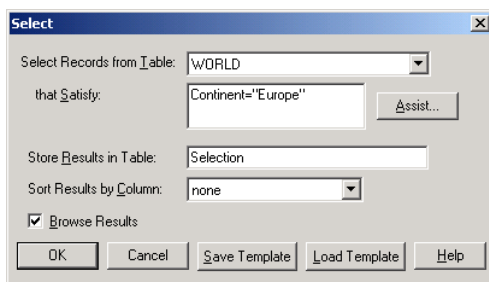 Select
Select Records from Table: WORLD
that Satisfy: Continent="Europe"
Assist...
Store Results in Table: Selection
Sort Results by Column: none
Browse Results
OK Cancel Save Template Load Template Help